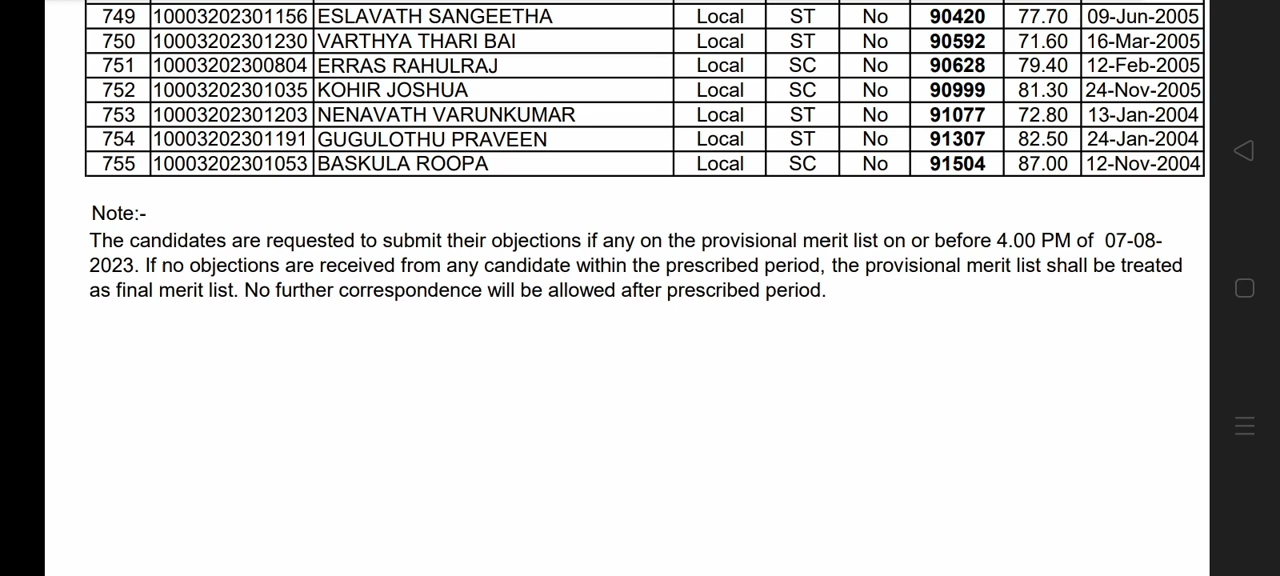 749 10003202301156 ESLAVATH SANGEETHA Local ST No 90420 77.70 09-Jun-2005
750 10003202301230 VARTHYA THARI BAI Local ST No 90592 71.60 16-Mar-2005
751 10003202300804 ERRAS RAHULRAJ Local SC No 90628 79.40 12-Feb-2005
752 10003202301035 KOHIR JOSHUA Local SC No 90999 81.30 24-Nov-2005
753 10003202301203 NENAVATH VARUNKUMAR Local ST No 91077 72.80 13-Jan-2004
754 10003202301191 GUGULOTHU PRAVEEN Local ST No 91307 82.50 24-Jan-2004
755 10003202301053 BASKULA ROOPA Local SC No 91504 87.00 12-Nov-2004
Note:-
The candidates are requested to submit their objections if any on the provisional merit list on or before 4.00 PM of 07-08-
2023. If no objections are received from any candidate within the prescribed period, the provisional merit list shall be treated
as final merit list. No further correspondence will be allowed after prescribed period.